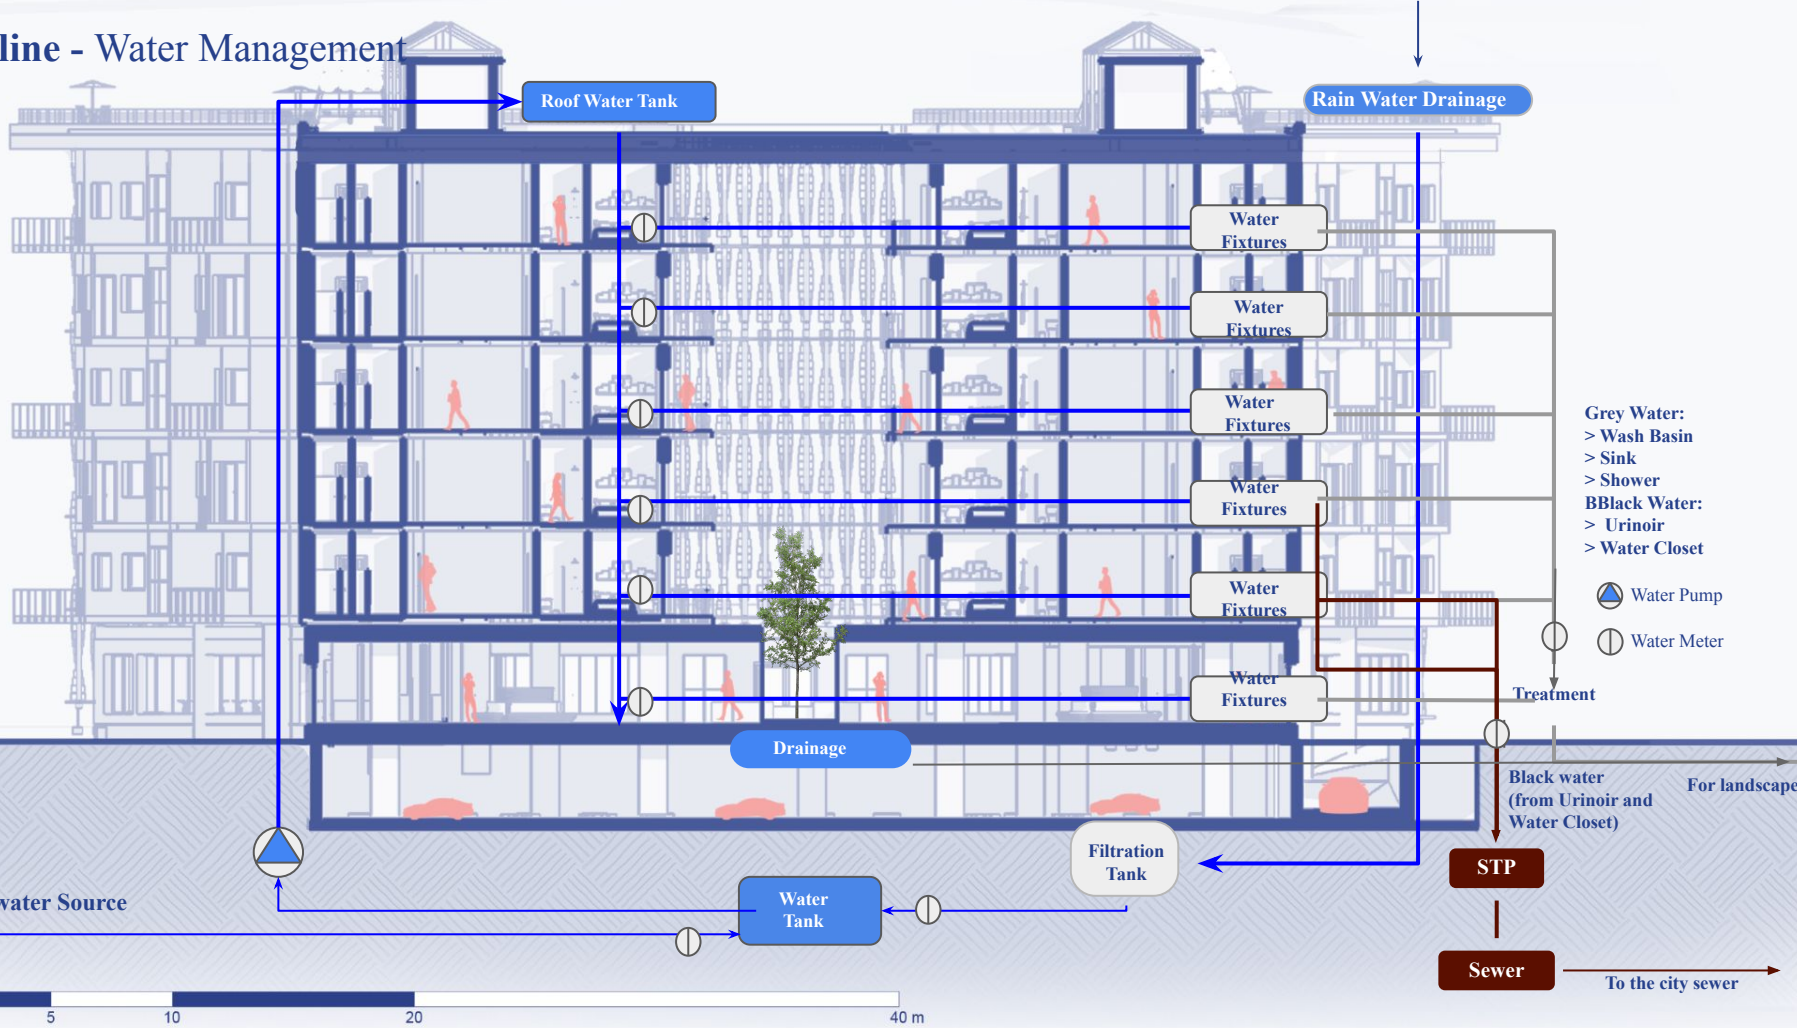 line - Water Management
Roof Water Tank
Rain Water Drainage
Water
Fixtures
Water
Fixtures
Water
Fixtures
Water
Fixtures
Water
Fixtures
Water
Fixtures
Grey Water:
> Wash Basin
> Sink
> Shower
BBlack Water:
> Urinoir
> Water Closet
Water Pump
Water Meter
Treatment
Drainage
Black water
(from Urinoir and
Water Closet)
For landscape
Filtration
Tank
STP
water Source
Water
Tank
Sewer
To the city sewer
5 10 20 40 m